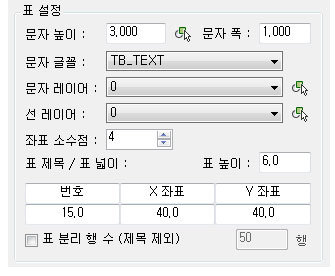 표 설정
문자 높이 : 3,000 문자 폭 : 1,000
문자 글꼴 : TB_TEXT
문자 레이어 : 0
선 레이어 : 0
좌표 소수점 : 4
표 제목 / 표 넓이 : 표 높이 : 6,0
번호 X 좌표 Y 좌표
15,0 40,0 40,0
표 분리 행 수 (제목 제외) 50 행